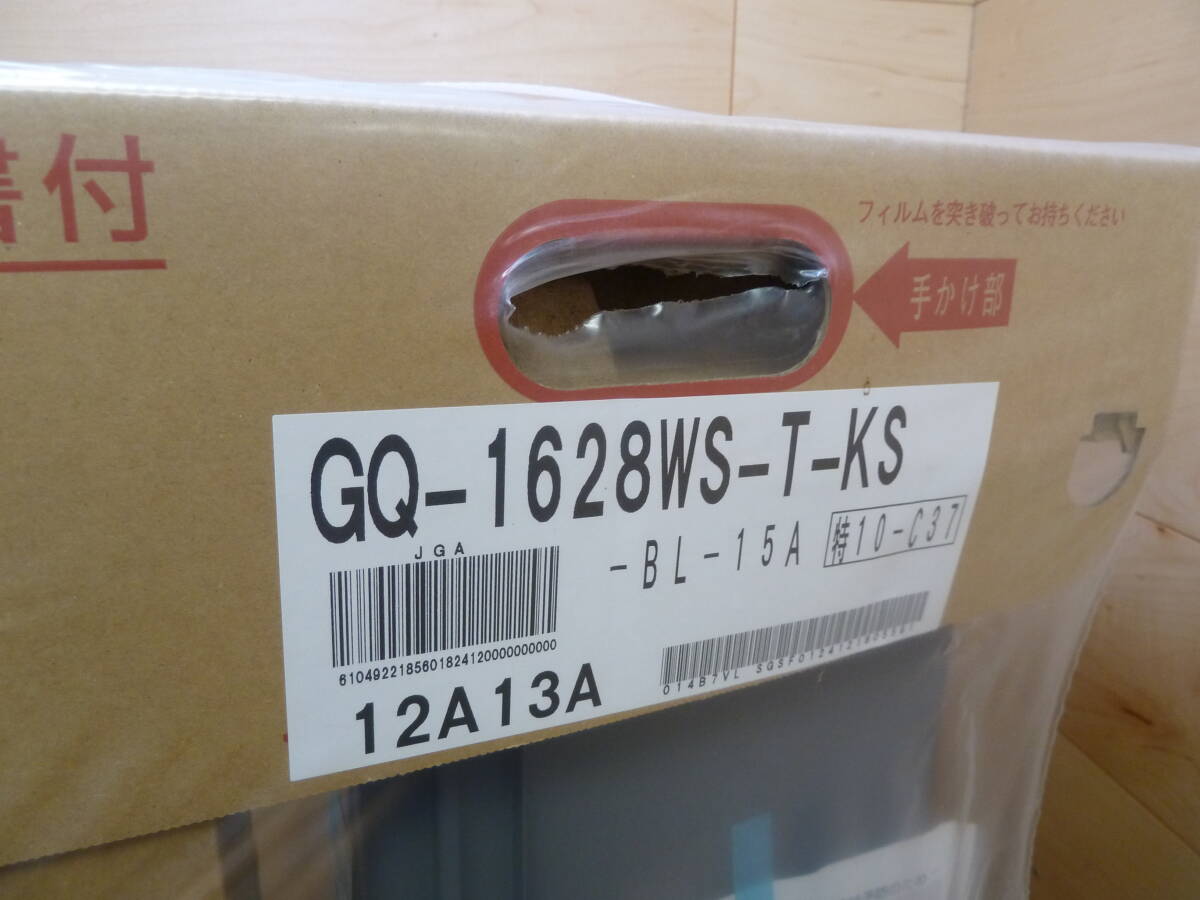 付
フィルムを突き破ってお持ちください
手かけ部
GQ-1628WS-T-KS
-BL-15A 特10-C37
JGA
6104922185601824120000000000
014B7VL
12A13A